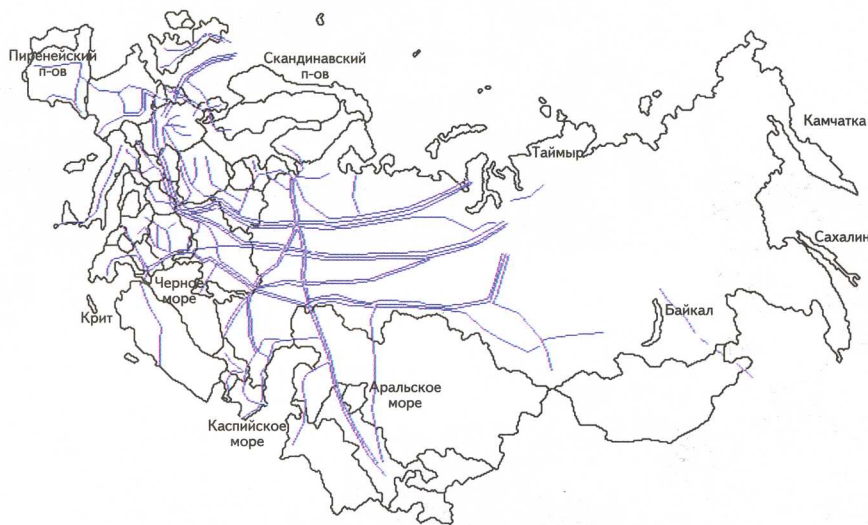 Пиренейский
п-ов
Скандинавский
п-ов
Камчатка
Таймыр
Сахалин
Черное
море
Байкал
Крит
Аральское
море
Каспийское
море